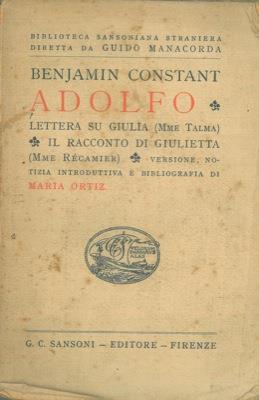 BIBLIOTECA SANSONIANA STRANIERA
DIRETTA DA GUIDO MANACORDA
BENJAMIN CONSTANT
ADOLFO
LETTERA SU GIULIA (MME TALMA)
IL RACCONTO DI GIULIETTA
(MME RÉCAMIER) VERSIONE, NO-
TIZIA INTRODUTTIVA E BIBLIOGRAFIA DI
MARIA ORTIZ
G. C. SANSONI – EDITORE – FIRENZE